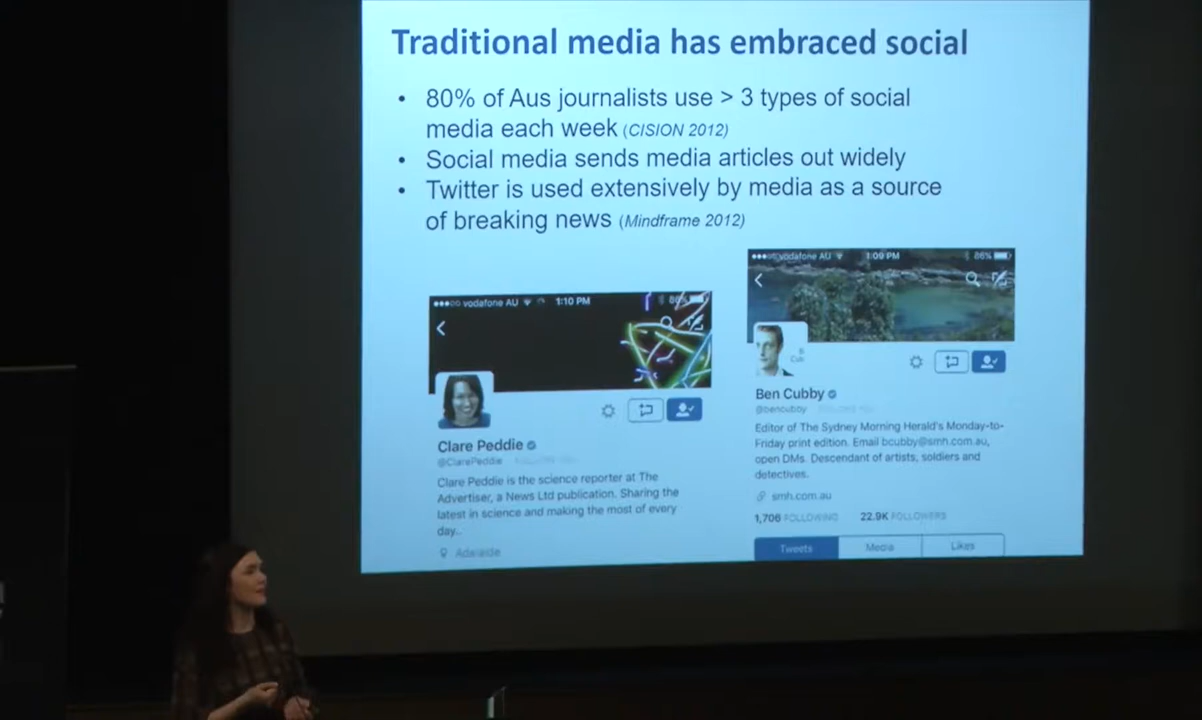 Traditional media has embraced social
• 80% of Aus journalists use > 3 types of social
media each week (CISION 2012)
• Social media sends media articles out widely
• Twitter is used extensively by media as a source
of breaking news (Mindframe 2012)
vodafone AU 1:10 PM 86%
Clare Peddie
@ClarePeddie
Clare Peddie is the science reporter at The
Advertiser, a News Ltd publication. Sharing the
latest in science and making the most of every
day..
Adelaide
vodafone AU 1:09 PM 86%
Ben Cubby
@bencubby
Editor of The Sydney Morning Herald's Monday-to-
Friday print edition. Email bcubby@smh.com.au,
open DMs. Descendant of artists, soldiers and
detectives.
smh.com.au
1,706 FOLLOWING 22.9K FOLLOWERS
Tweets Media Likes